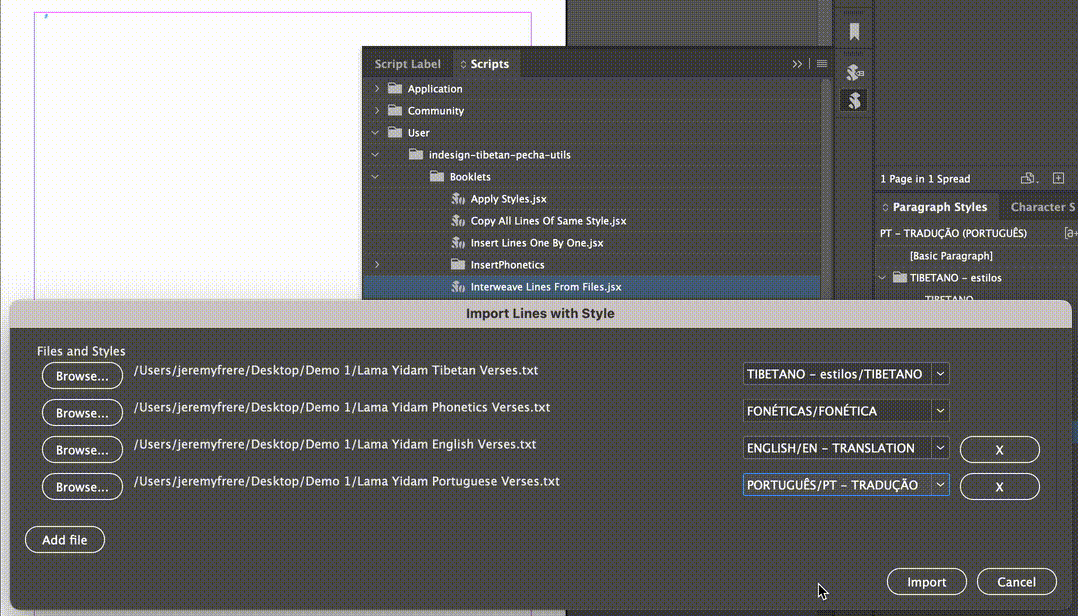 Script Label
Scripts
Application
Community
User
indesign-tibetan-pecha-utils
Booklets
Apply Styles.jsx
Copy All Lines Of Same Style.jsx
Insert Lines One By One.jsx
InsertPhonetics
Interweave Lines From Files.jsx
1 Page in 1 Spread
Paragraph Styles
Character S
PT - TRADUÇÃO (PORTUGUÊS)
[a+
[Basic Paragraph]
TIBETANO - estilos
TIBETANO
Import Lines with Style
Files and Styles
Browse... /Users/jeremyfrere/Desktop/Demo 1/Lama Yidam Tibetan Verses.txt TIBETANO - estilos/TIBETANO
Browse... /Users/jeremyfrere/Desktop/Demo 1/Lama Yidam Phonetics Verses.txt FONÉTICAS/FONÉTICA
Browse... /Users/jeremyfrere/Desktop/Demo 1/Lama Yidam English Verses.txt ENGLISH/EN - TRANSLATION X
Browse... /Users/jeremyfrere/Desktop/Demo 1/Lama Yidam Portuguese Verses.txt PORTUGUÊS/PT - TRADUÇÃO X
Add file
Import
Cancel